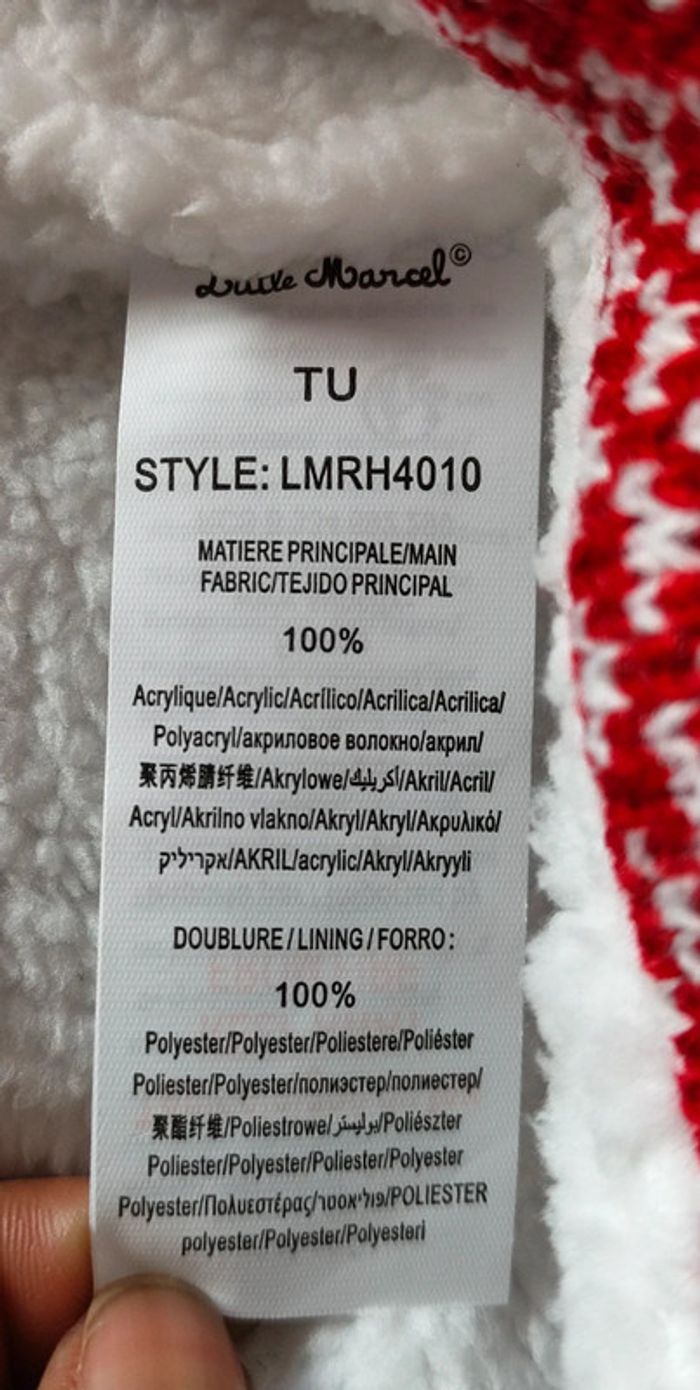 Little Marcel©
TU
STYLE: LMRH4010
MATIERE PRINCIPALE/MAIN
FABRIC/TEJIDO PRINCIPAL
100%
Acrylique/Acrylic/Acrílico/Acrilica/Acrilica/
Polyacryl/акриловое волокно/акрил/
聚丙烯腈纤维/Akrylowe/أكريليك/Akril/Acril/
Acryl/Akrilno vlakno/Akryl/Akryl/Ακρυλικό/
אקריליק/AKRIL/acrylic/Akryl/Akryyli
DOUBLURE / LINING / FORRO :
100%
Polyester/Polyester/Poliestere/Poliéster
Poliester/Polyester/полиэстер/полиестер/
聚酯纤维/Poliestrowe/بوليستر/Poliészter
Poliester/Polyester/Poliester/Polyester
Polyester/Πολυεστέρας/פוליאסטר/POLIESTER
polyester/Polyester/Polyesteri